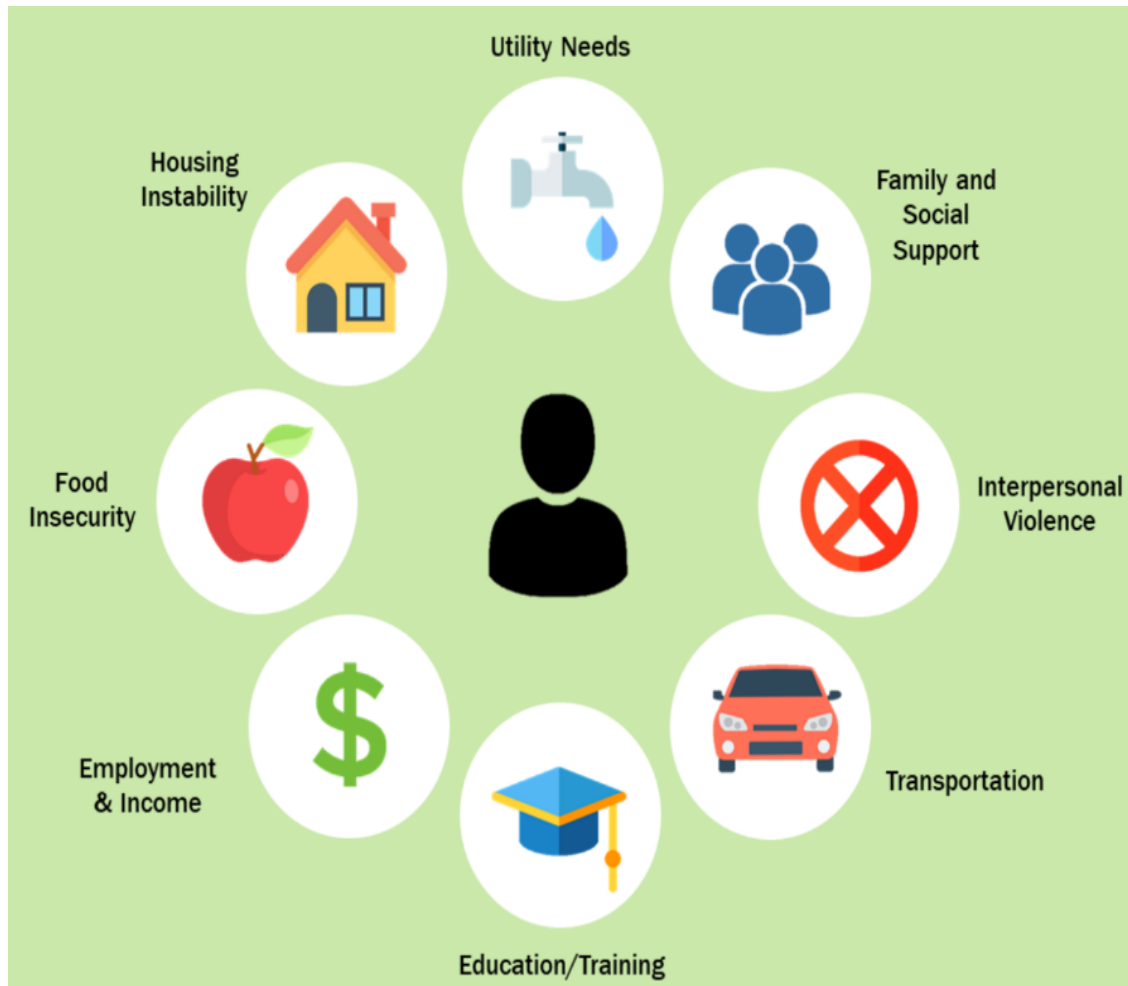 Utility Needs
Housing
Instability
Family and
Social
Support
Food
Insecurity
Interpersonal
Violence
Employment
& Income
Transportation
Education/Training